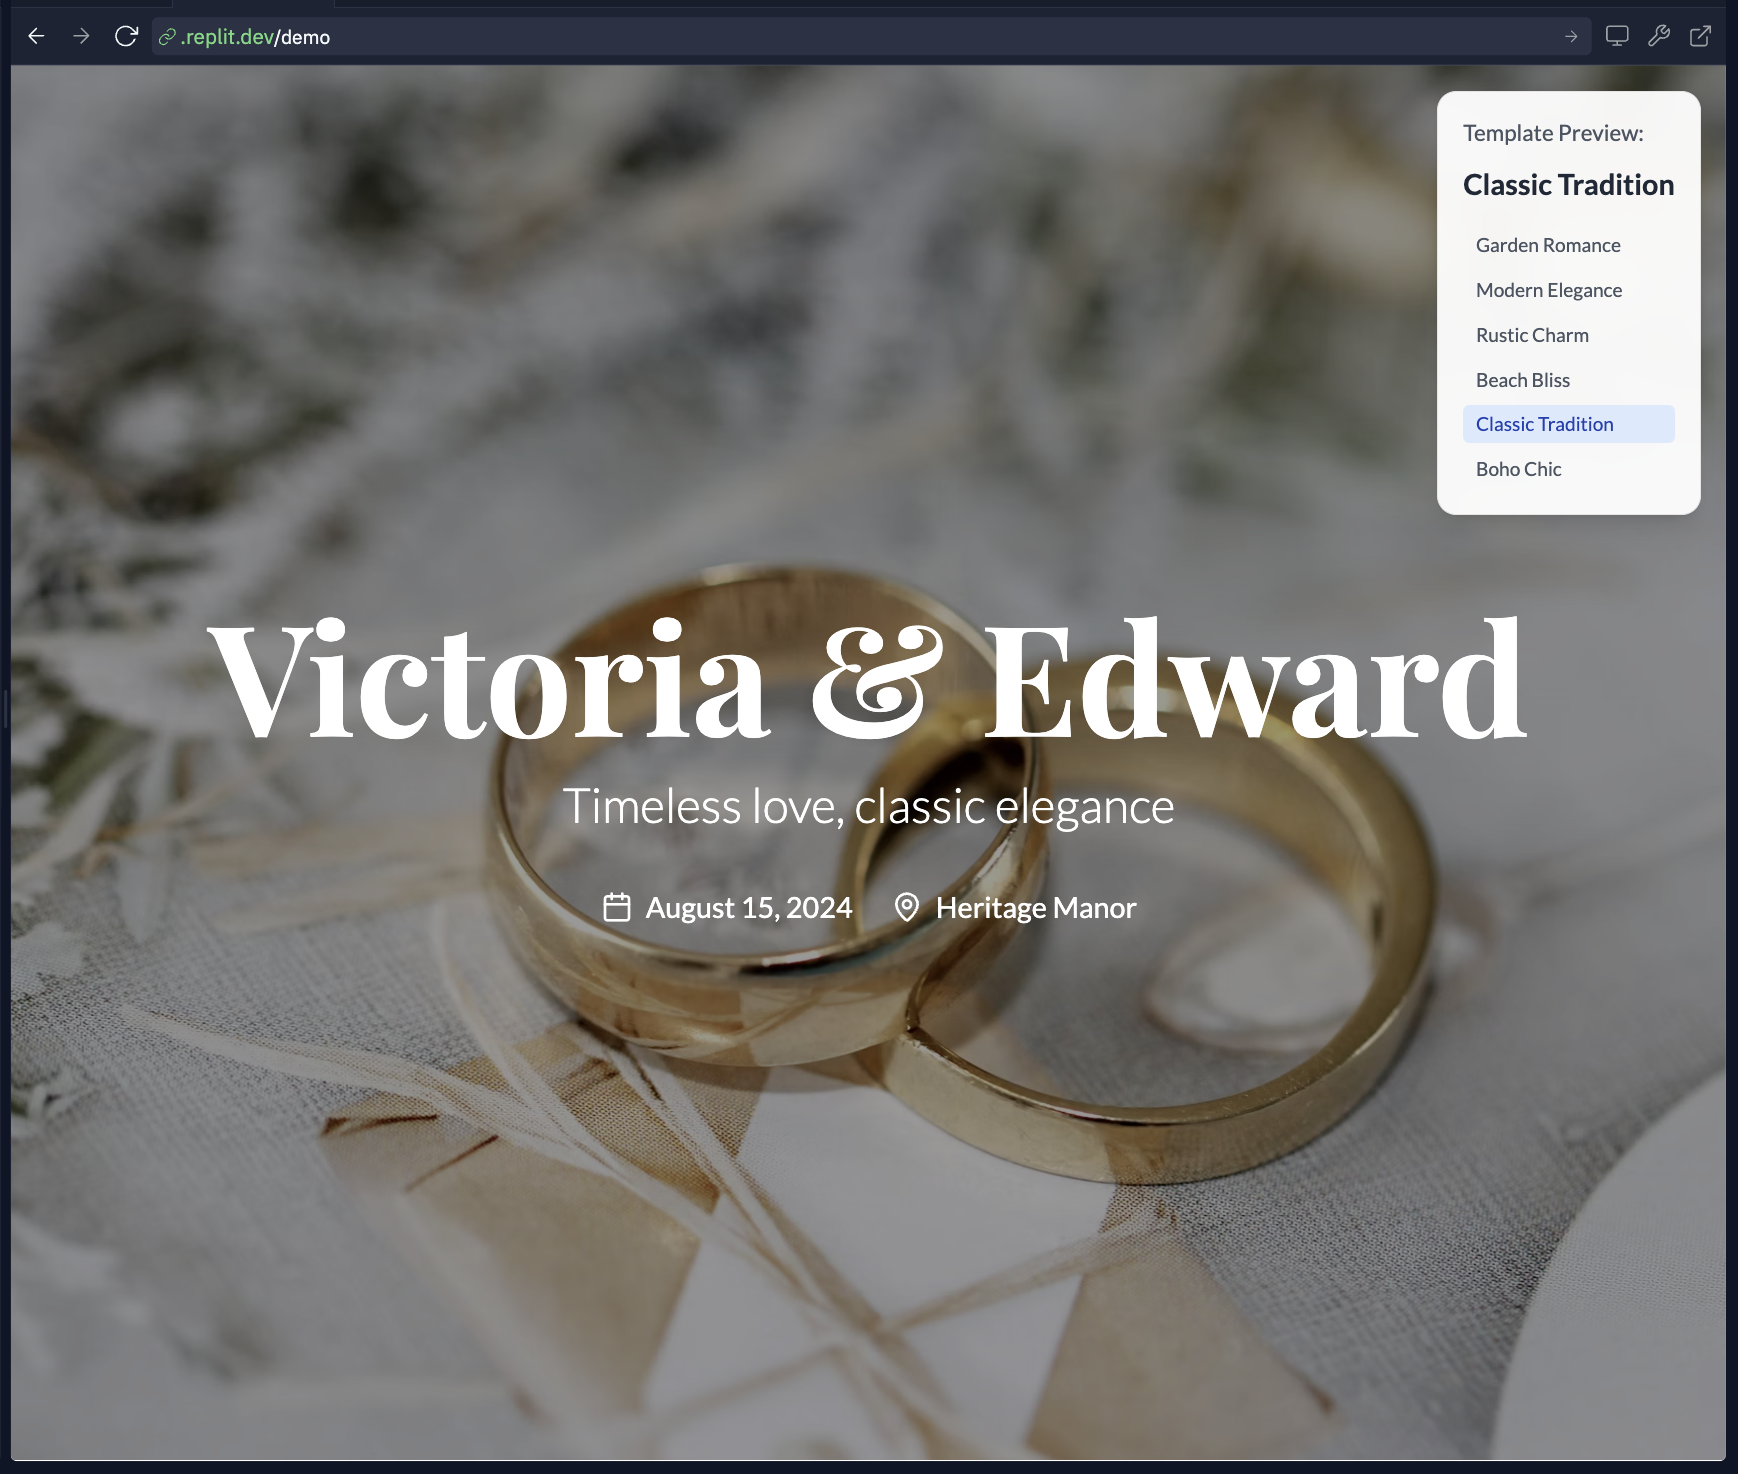 .replit.dev/demo
Template Preview:
Classic Tradition
Garden Romance
Modern Elegance
Rustic Charm
Beach Bliss
Classic Tradition
Boho Chic
Victoria & Edward
Timeless love, classic elegance
August 15, 2024 Heritage Manor